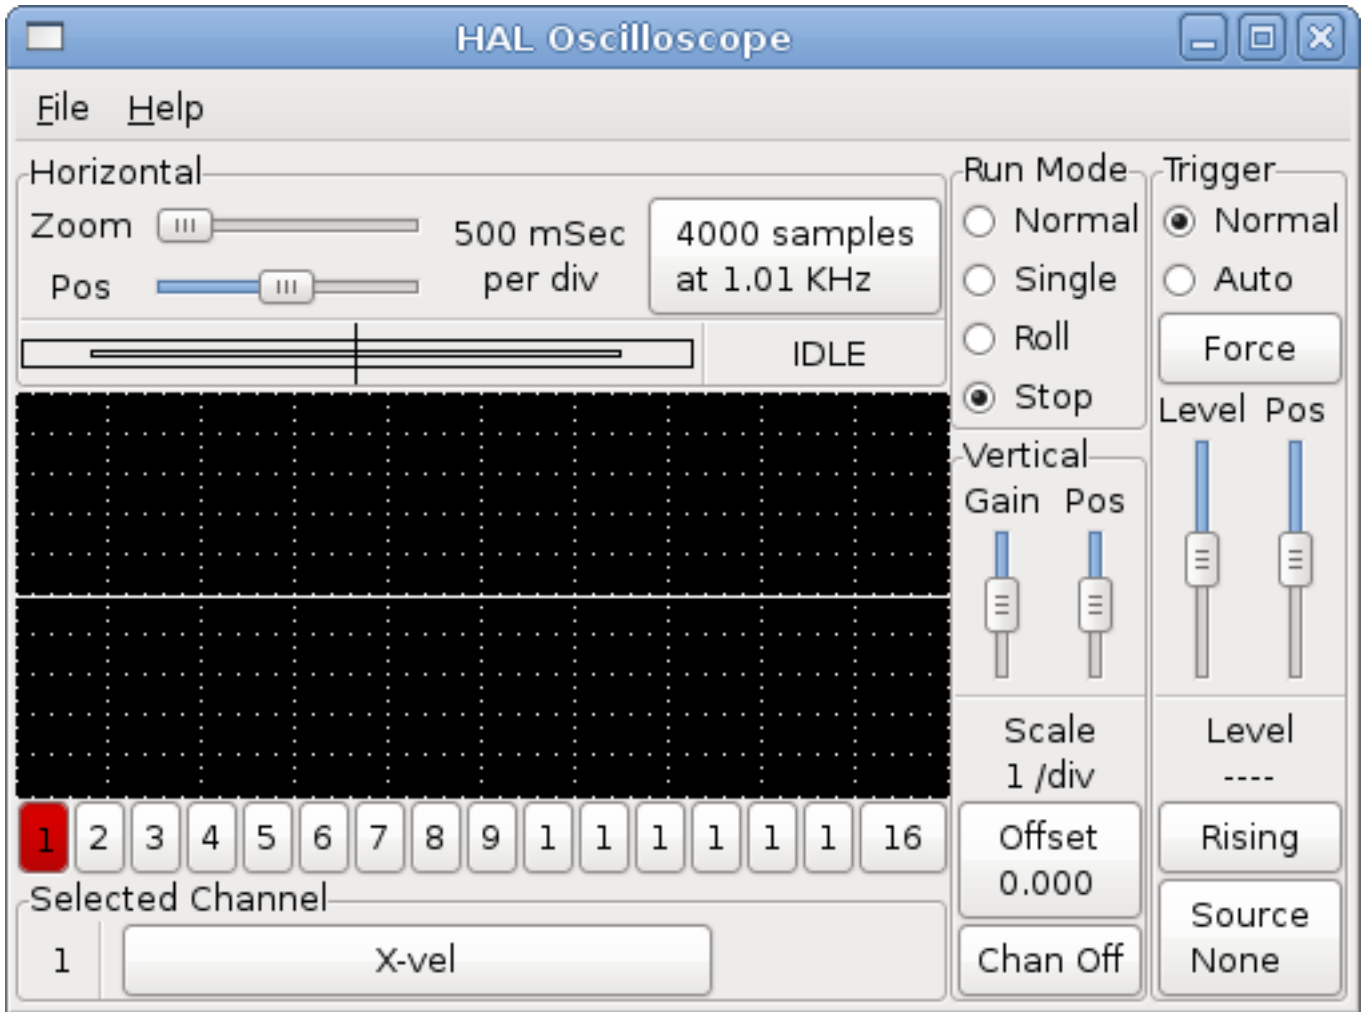 HAL Oscilloscope
File Help
Horizontal
Zoom
Pos
500 mSec
per div
4000 samples
at 1.01 KHz
IDLE
Run Mode
Normal
Single
Roll
Stop
Trigger
Normal
Auto
Force
Level Pos
Vertical
Gain Pos
Scale
1 /div
Offset
0.000
Chan Off
Level
----
Rising
Source
None
1 2 3 4 5 6 7 8 9 1 1 1 1 1 1 16
Selected Channel
1 X-vel